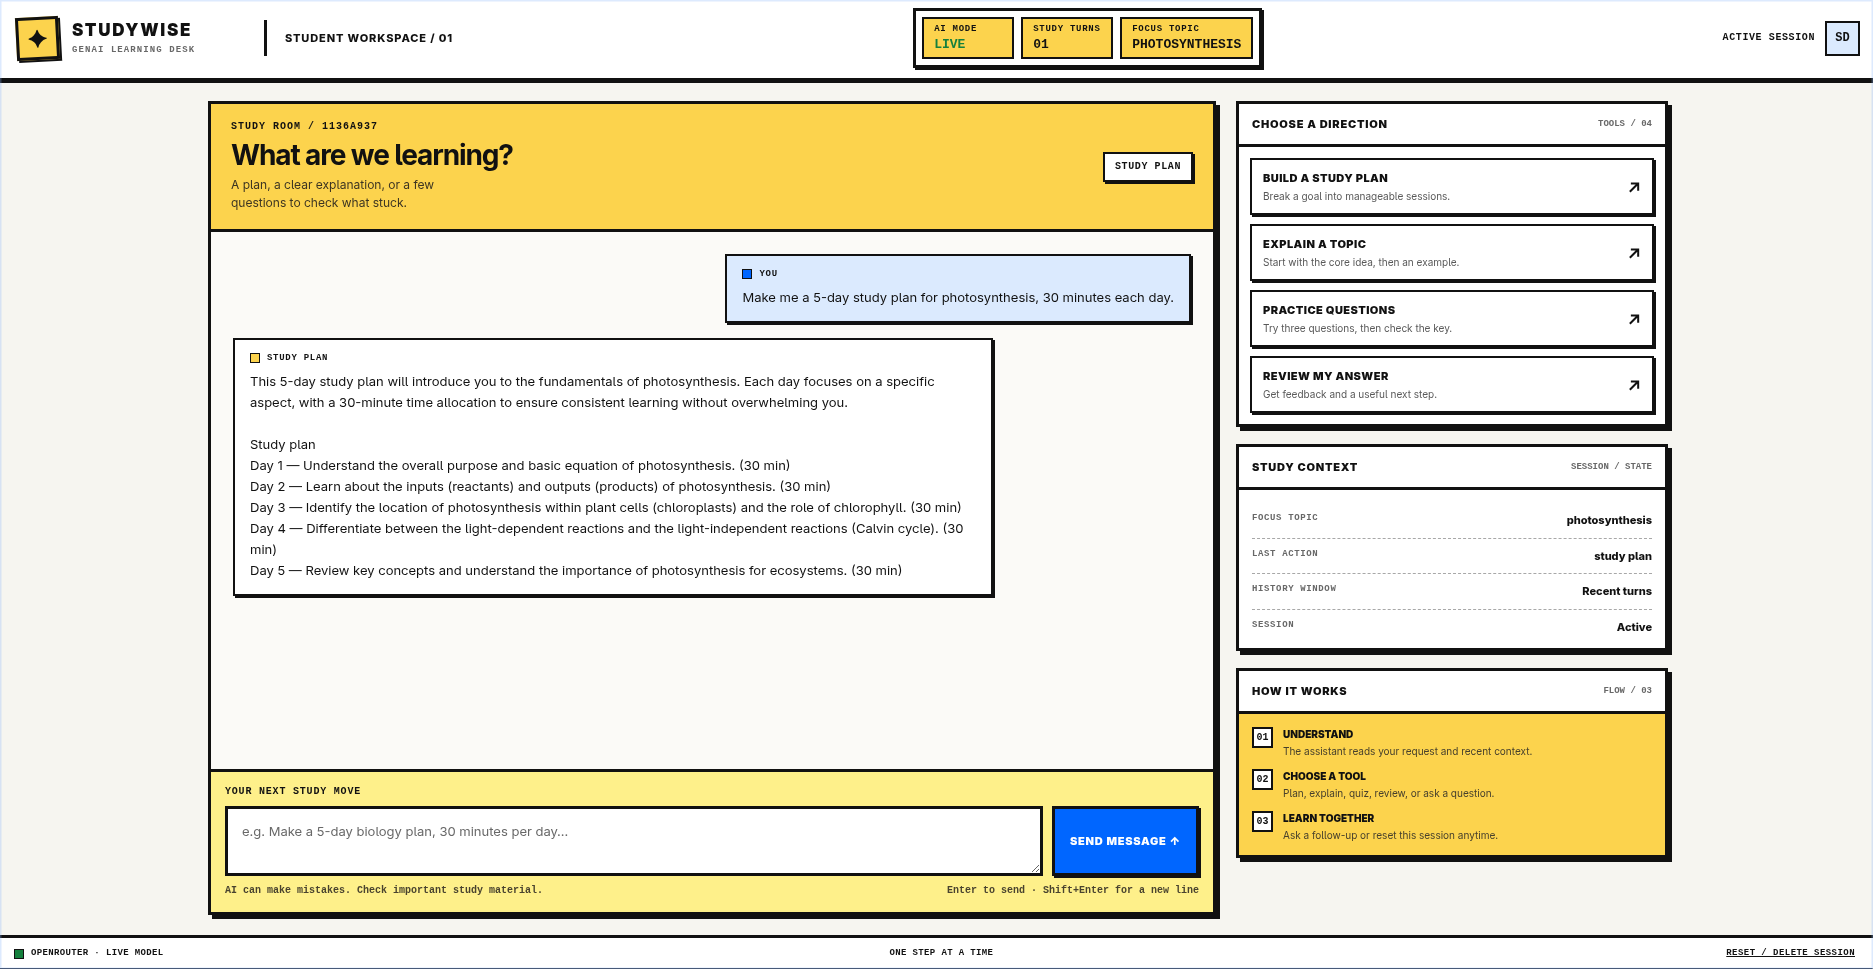 STUDYWISE
GENAI LEARNING DESK
STUDENT WORKSPACE / 01
AI MODE
LIVE
STUDY TURNS
01
FOCUS TOPIC
PHOTOSYNTHESIS
ACTIVE SESSION
SD
STUDY ROOM / 1136A937
What are we learning?
A plan, a clear explanation, or a few
questions to check what stuck.
STUDY PLAN
YOU
Make me a 5-day study plan for photosynthesis, 30 minutes each day.
STUDY PLAN
This 5-day study plan will introduce you to the fundamentals of photosynthesis. Each day focuses on a specific
aspect, with a 30-minute time allocation to ensure consistent learning without overwhelming you.
Study plan
Day 1 — Understand the overall purpose and basic equation of photosynthesis. (30 min)
Day 2 — Learn about the inputs (reactants) and outputs (products) of photosynthesis. (30 min)
Day 3 — Identify the location of photosynthesis within plant cells (chloroplasts) and the role of chlorophyll. (30 min)
Day 4 — Differentiate between the light-dependent reactions and the light-independent reactions (Calvin cycle). (30
min)
Day 5 — Review key concepts and understand the importance of photosynthesis for ecosystems. (30 min)
YOUR NEXT STUDY MOVE
e.g. Make a 5-day biology plan, 30 minutes per day...
SEND MESSAGE ↑
AI can make mistakes. Check important study material.
Enter to send · Shift+Enter for a new line
CHOOSE A DIRECTION
TOOLS / 04
BUILD A STUDY PLAN
Break a goal into manageable sessions.
EXPLAIN A TOPIC
Start with the core idea, then an example.
PRACTICE QUESTIONS
Try three questions, then check the key.
REVIEW MY ANSWER
Get feedback and a useful next step.
STUDY CONTEXT
SESSION / STATE
FOCUS TOPIC
photosynthesis
LAST ACTION
study plan
HISTORY WINDOW
Recent turns
SESSION
Active
HOW IT WORKS
FLOW / 03
01
UNDERSTAND
The assistant reads your request and recent context.
02
CHOOSE A TOOL
Plan, explain, quiz, review, or ask a question.
03
LEARN TOGETHER
Ask a follow-up or reset this session anytime.
OPENROUTER · LIVE MODEL
ONE STEP AT A TIME
RESET / DELETE SESSION